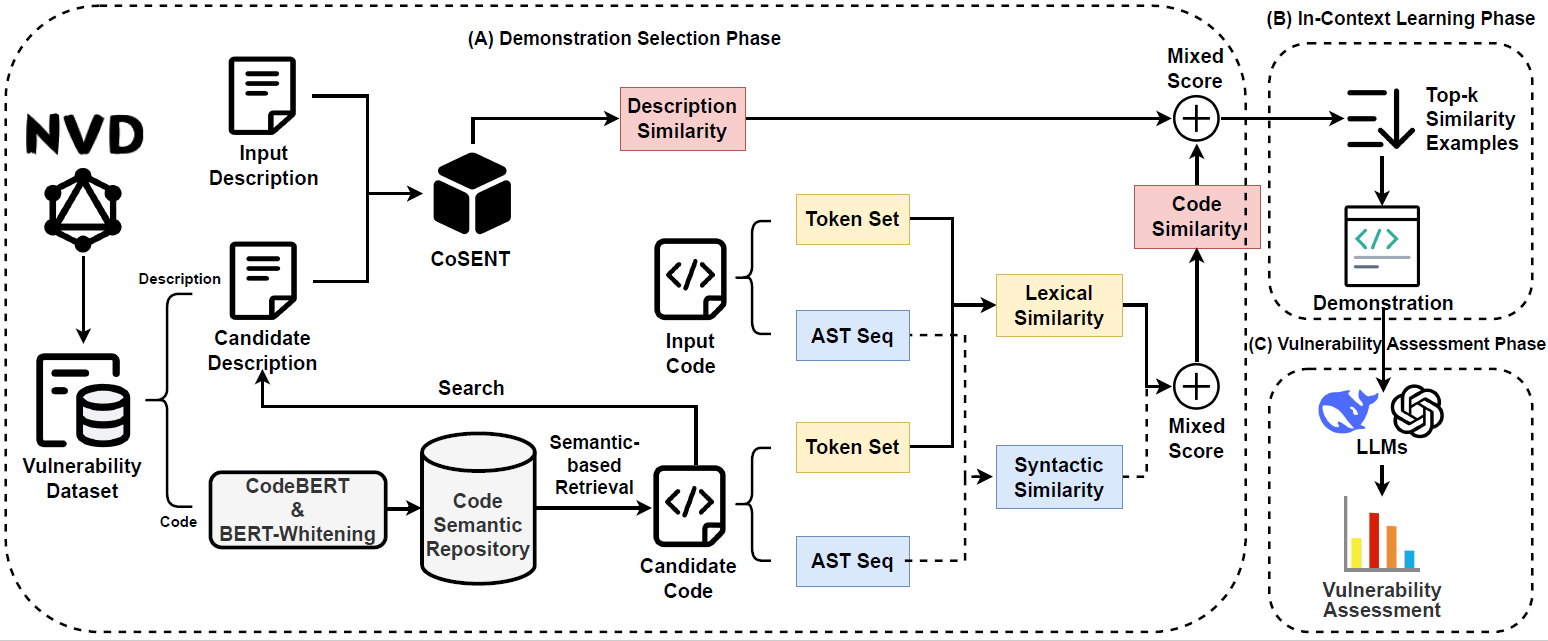 (A) Demonstration Selection Phase
(B) In-Context Learning Phase
NVD
Input
Description
CoSENT
Description
Similarity
Mixed
Score
Top-k
Similarity
Examples
Demonstration
Description
Candidate
Description
Vulnerability
Dataset
Code
CodeBERT
&
BERT-Whitening
Code
Semantic
Repository
Search
Semantic-
based
Retrieval
Input
Code
Candidate
Code
Token Set
AST Seq
Token Set
AST Seq
Lexical
Similarity
Syntactic
Similarity
Code
Similarity
Mixed
Score
(C) Vulnerability Assessment Phase
LLMs
Vulnerability
Assessment